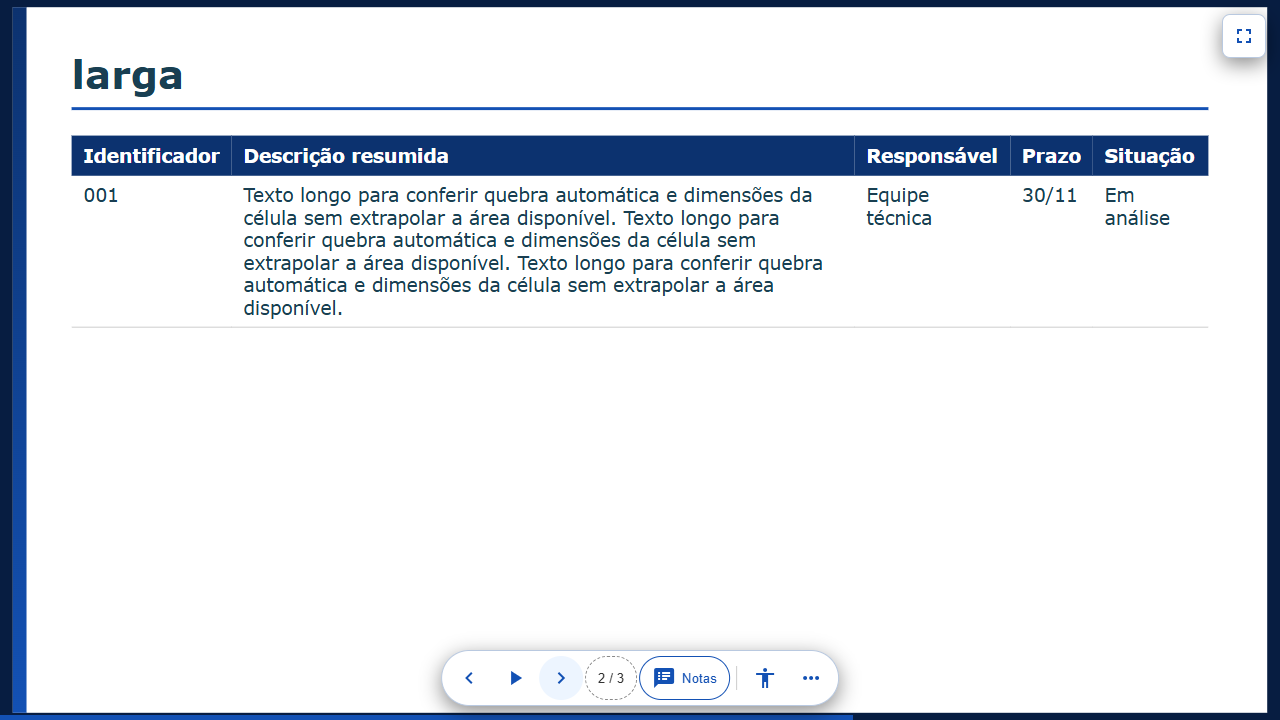 larga
Identificador Descrição resumida Responsável Prazo Situação
001 Texto longo para conferir quebra automática e dimensões da Equipe 30/11 Em
célula sem extrapolar a área disponível. Texto longo para técnica análise
conferir quebra automática e dimensões da célula sem
extrapolar a área disponível. Texto longo para conferir quebra
automática e dimensões da célula sem extrapolar a área
disponível.
2 / 3 Notas